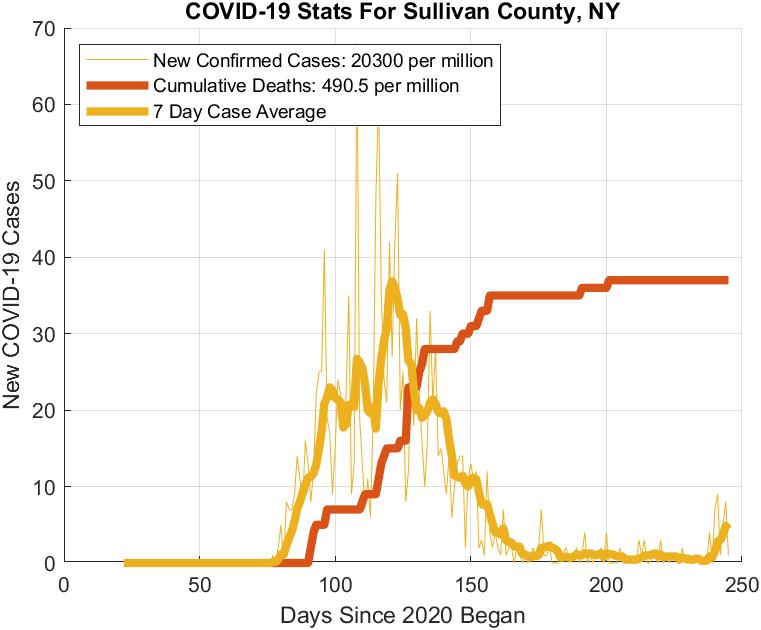 COVID-19 Stats For Sullivan County, NY
70
60
50
40
30
20
10
0
New COVID-19 Cases
New Confirmed Cases: 20300 per million
Cumulative Deaths: 490.5 per million
7 Day Case Average
0 50 100 150 200 250
Days Since 2020 Began